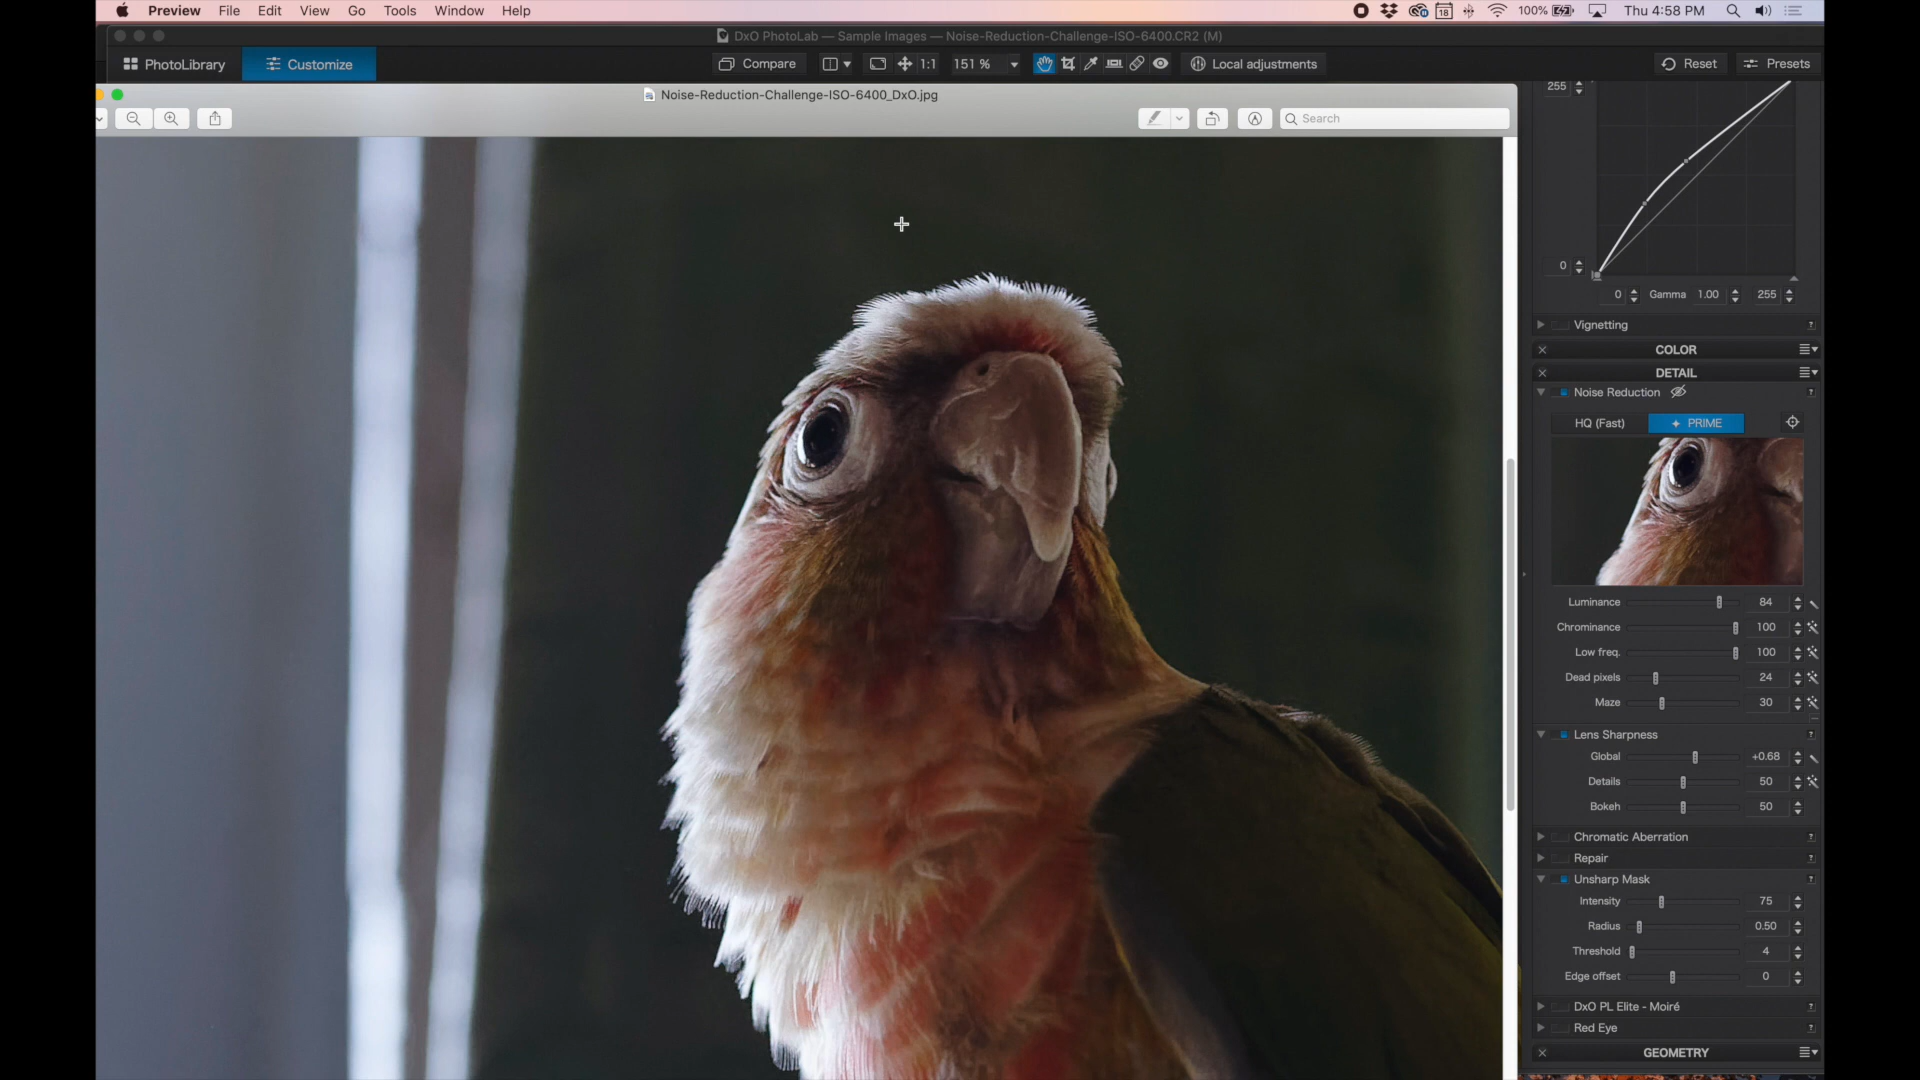 Preview File Edit View Go Tools Window Help 18 100% Thu 4:58 PM
DxO PhotoLab — Sample Images — Noise-Reduction-Challenge-ISO-6400.CR2 (M)
PhotoLibrary Customize Compare 1:1 151 % Local adjustments Reset Presets
Noise-Reduction-Challenge-ISO-6400_DxO.jpg
Search
255
0
0 Gamma 1.00 255
Vignetting ?
COLOR
DETAIL
Noise Reduction ?
HQ (Fast) PRIME
Luminance 84
Chrominance 100
Low freq. 100
Dead pixels 24
Maze 30
Lens Sharpness ?
Global +0.68
Details 50
Bokeh 50
Chromatic Aberration ?
Repair ?
Unsharp Mask ?
Intensity 75
Radius 0.50
Threshold 4
Edge offset 0
DxO PL Elite - Moiré ?
Red Eye ?
GEOMETRY